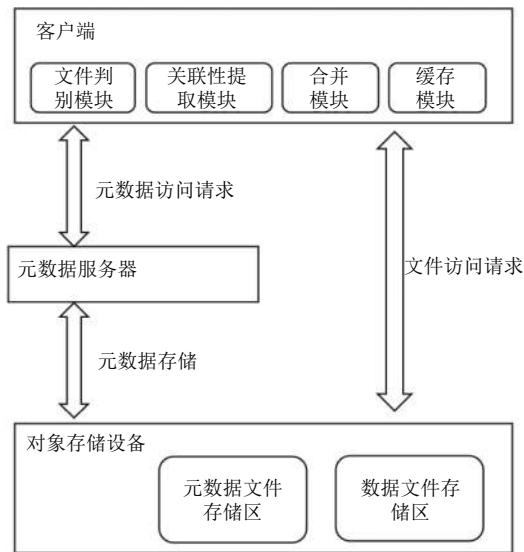 客户端
文件判
别模块
关联性提
取模块
合并
模块
缓存
模块
元数据访问请求
元数据服务器
文件访问请求
元数据存储
对象存储设备
元数据文件
存储区
数据文件存
储区